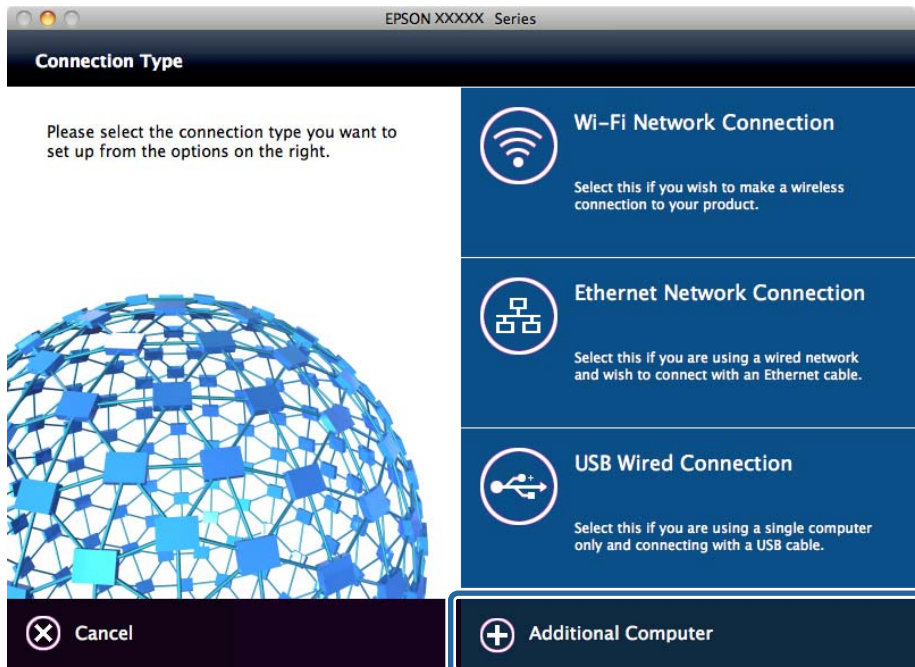 EPSON XXXXX Series
Connection Type
Please select the connection type you want to
set up from the options on the right.
Wi-Fi Network Connection
Select this if you wish to make a wireless
connection to your product.
Ethernet Network Connection
Select this if you are using a wired network
and wish to connect with an Ethernet cable.
USB Wired Connection
Select this if you are using a single computer
only and connecting with a USB cable.
Cancel
Additional Computer